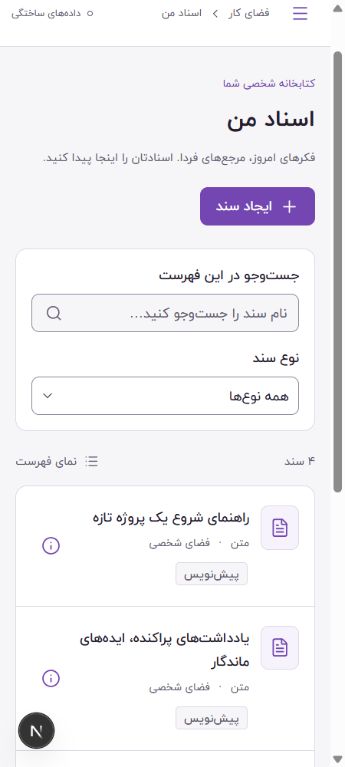 فضای کار
اسناد من
داده‌های ساختگی
کتابخانه شخصی شما
اسناد من
فکرهای امروز، مرجع‌های فردا. اسنادتان را اینجا پیدا کنید.
ایجاد سند
جست‌وجو در این فهرست
نام سند را جست‌وجو کنید...
نوع سند
همه نوع‌ها
۴ سند
نمای فهرست
راهنمای شروع یک پروژه تازه
متن · فضای شخصی
پیش‌نویس
یادداشت‌های پراکنده، ایده‌های
ماندگار
متن · فضای شخصی
پیش‌نویس
N